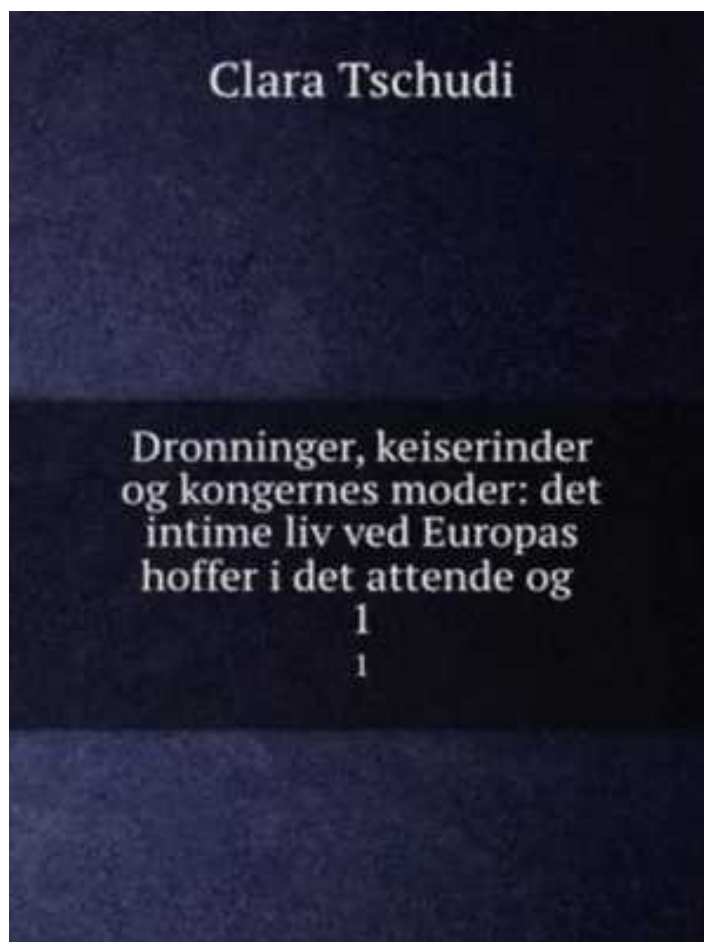 Clara Tschudi
Dronninger, keiserinder
og kongernes moder: det
intime liv ved Europas
hoffer i det attende og
1
1